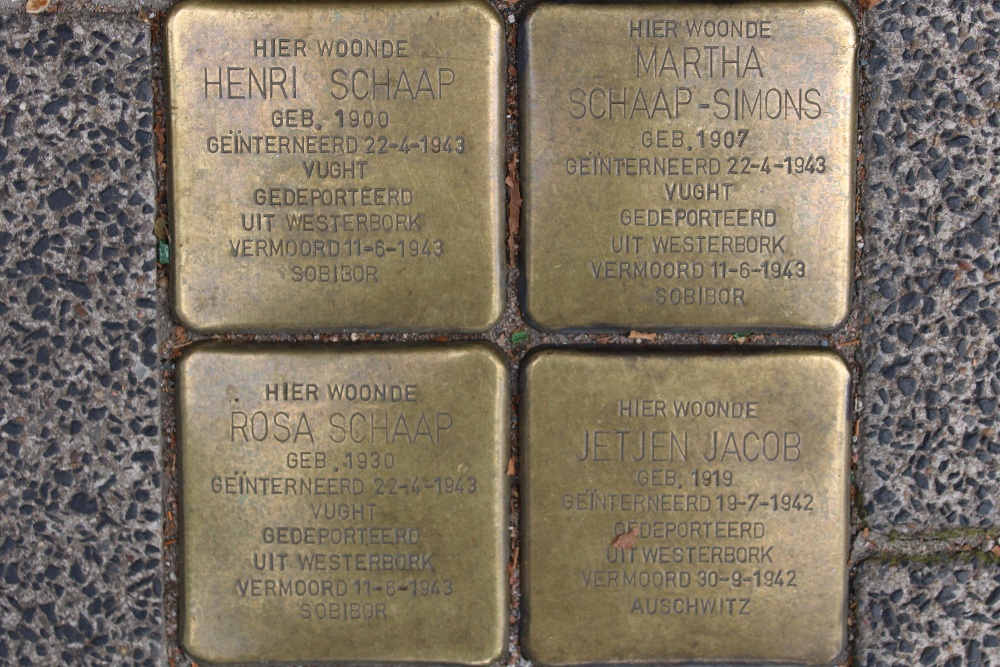 HIER WOONDE
HENRI SCHAAP
GEB. 1900
GEÏNTERNEERD 22-4-1943
VUGHT
GEDEPORTEERD
UIT WESTERBORK
VERMOORD 11-6-1943
SOBIBOR
HIER WOONDE
MARTHA
SCHAAP-SIMONS
GEB. 1907
GEÏNTERNEERD 22-4-1943
VUGHT
GEDEPORTEERD
UIT WESTERBORK
VERMOORD 11-6-1943
SOBIBOR
HIER WOONDE
ROSA SCHAAP
GEB. 1930
GEÏNTERNEERD 22-4-1943
VUGHT
GEDEPORTEERD
UIT WESTERBORK
VERMOORD 11-6-1943
SOBIBOR
HIER WOONDE
JETJEN JACOB
GEB. 1919
GEÏNTERNEERD 19-7-1942
GEDEPORTEERD
UIT WESTERBORK
VERMOORD 30-9-1942
AUSCHWITZ